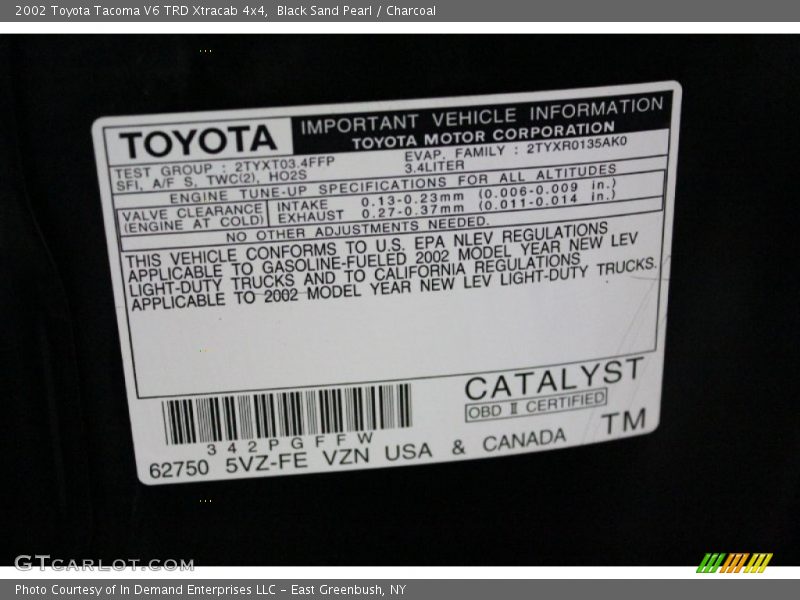 2002 Toyota Tacoma V6 TRD Xtracab 4x4, Black Sand Pearl / Charcoal
TOYOTA
IMPORTANT VEHICLE INFORMATION
TOYOTA MOTOR CORPORATION
TEST GROUP : 2TYXT03.4FFP EVAP. FAMILY : 2TYXR0135AK0
SFI, A/F S, TWC(2), HO2S 3.4LITER
ENGINE TUNE-UP SPECIFICATIONS FOR ALL ALTITUDES
VALVE CLEARANCE INTAKE 0.13-0.23mm (0.006-0.009 in.)
(ENGINE AT COLD) EXHAUST 0.27-0.37mm (0.011-0.014 in.)
NO OTHER ADJUSTMENTS NEEDED.
THIS VEHICLE CONFORMS TO U.S. EPA NLEV REGULATIONS
APPLICABLE TO GASOLINE-FUELED 2002 MODEL YEAR NEW LEV
LIGHT-DUTY TRUCKS AND TO CALIFORNIA REGULATIONS
APPLICABLE TO 2002 MODEL YEAR NEW LEV LIGHT-DUTY TRUCKS.
CATALYST
OBD II CERTIFIED
342PGFFW
62750 5VZ-FE VZN USA & CANADA TM
GTCARLOT.COM
Photo Courtesy of In Demand Enterprises LLC - East Greenbush, NY